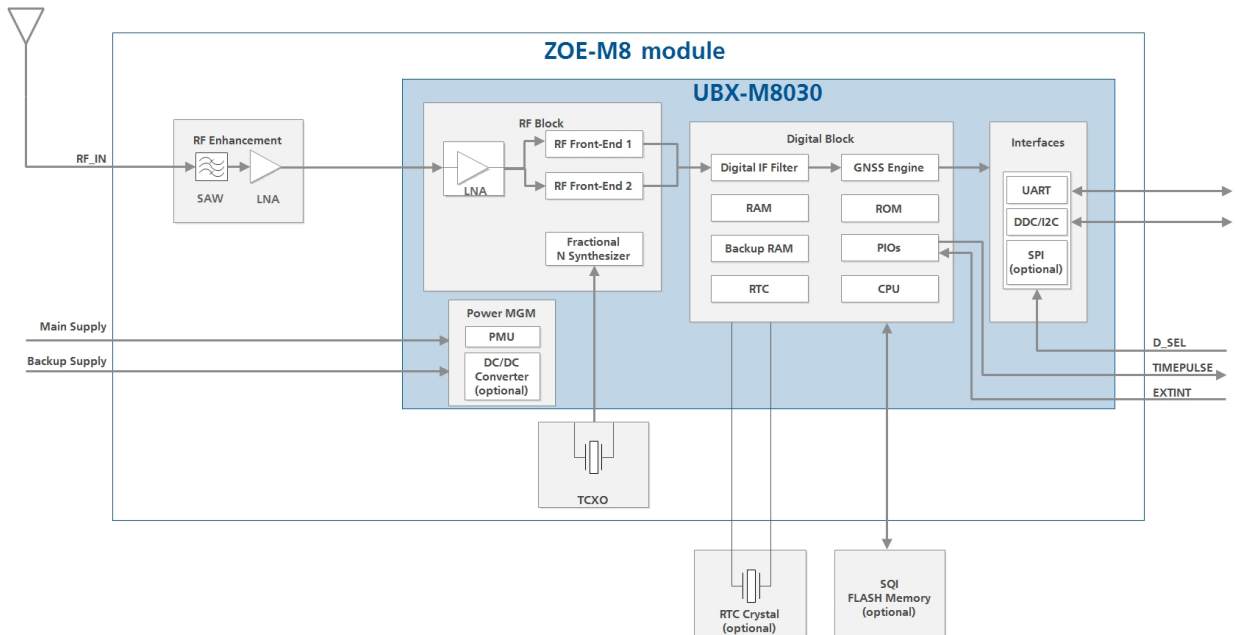 ZOE-M8 module
UBX-M8030
RF Enhancement
RF_IN
SAW
LNA
RF Block
LNA
RF Front-End 1
RF Front-End 2
Fractional
N Synthesizer
Digital Block
Digital IF Filter
GNSS Engine
RAM
ROM
Backup RAM
PIOs
RTC
CPU
Interfaces
UART
DDC/I2C
SPI
(optional)
Main Supply
Backup Supply
Power MGM
PMU
DC/DC
Converter
(optional)
D_SEL
TIMEPULSE
EXTINT
TCXO
RTC Crystal
(optional)
SQI
FLASH Memory
(optional)